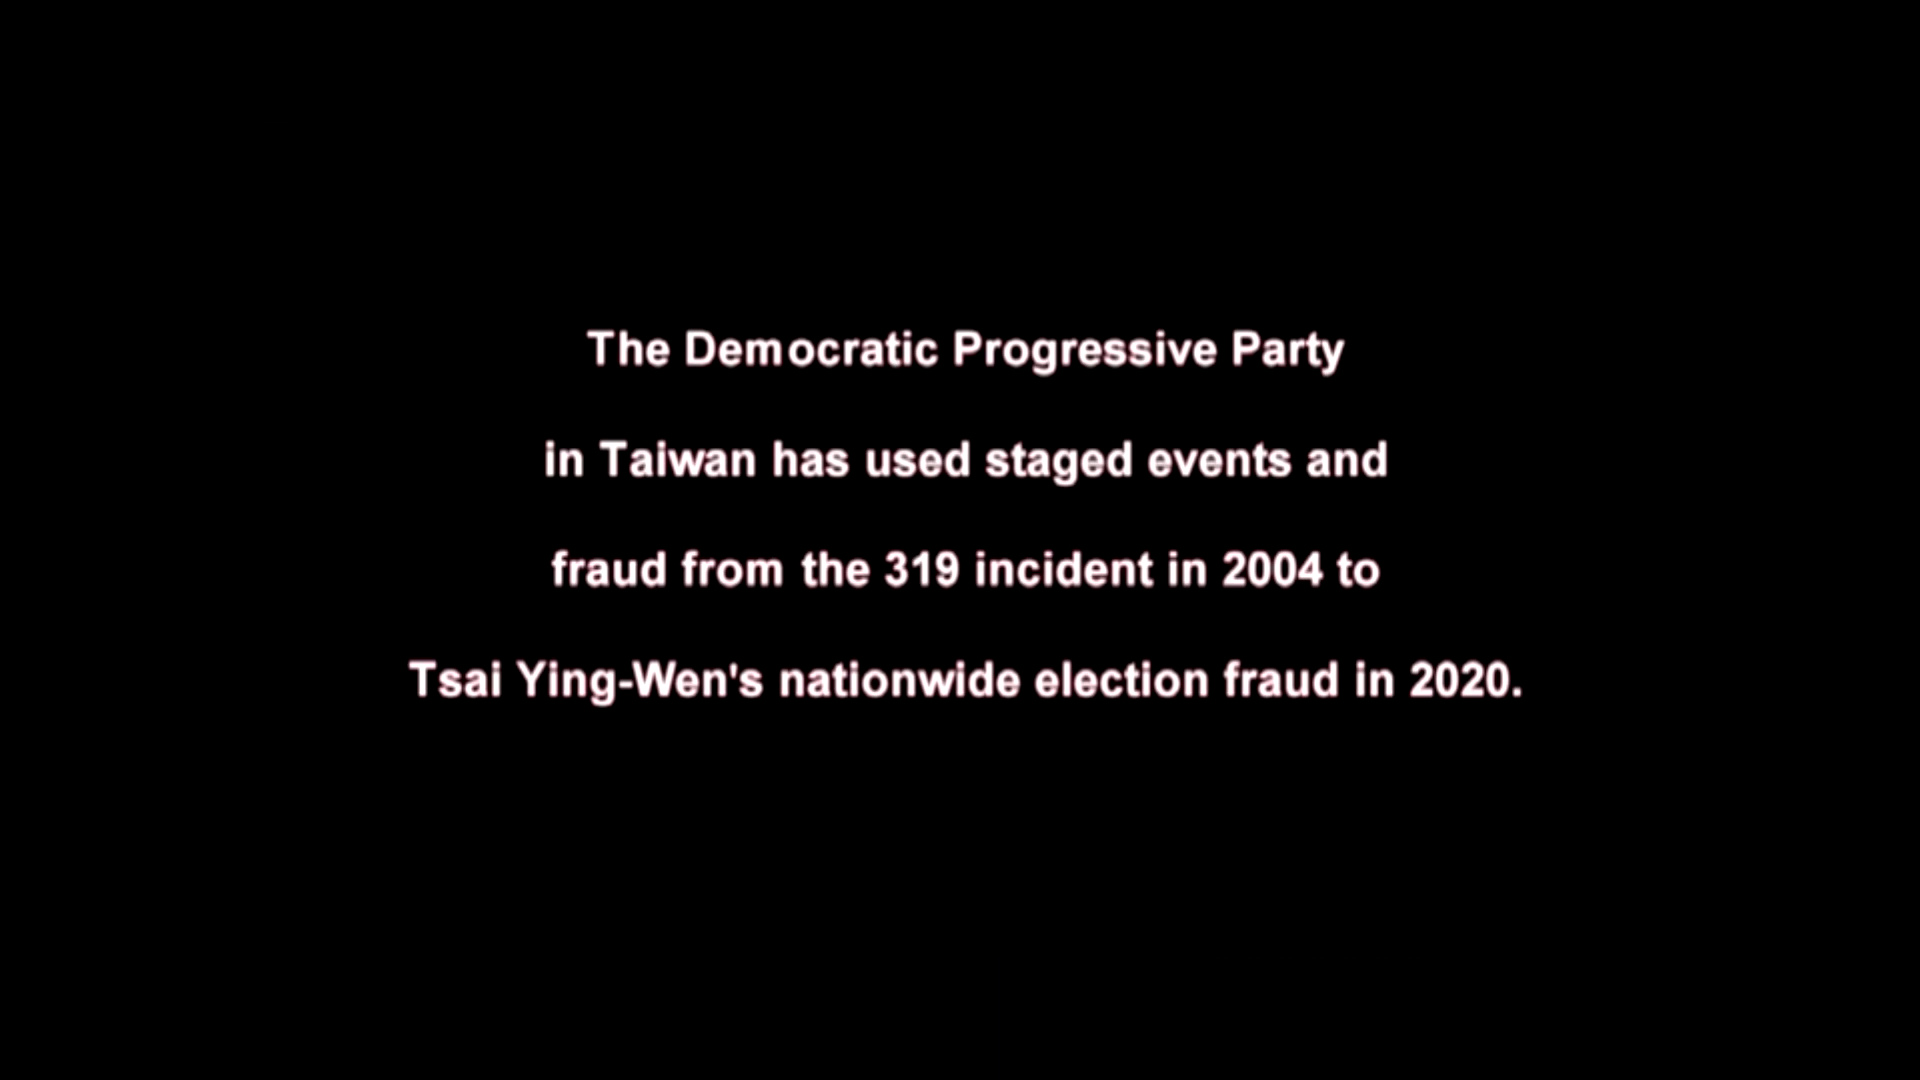 The Democratic Progressive Party
in Taiwan has used staged events and
fraud from the 319 incident in 2004 to
Tsai Ying-Wen's nationwide election fraud in 2020.